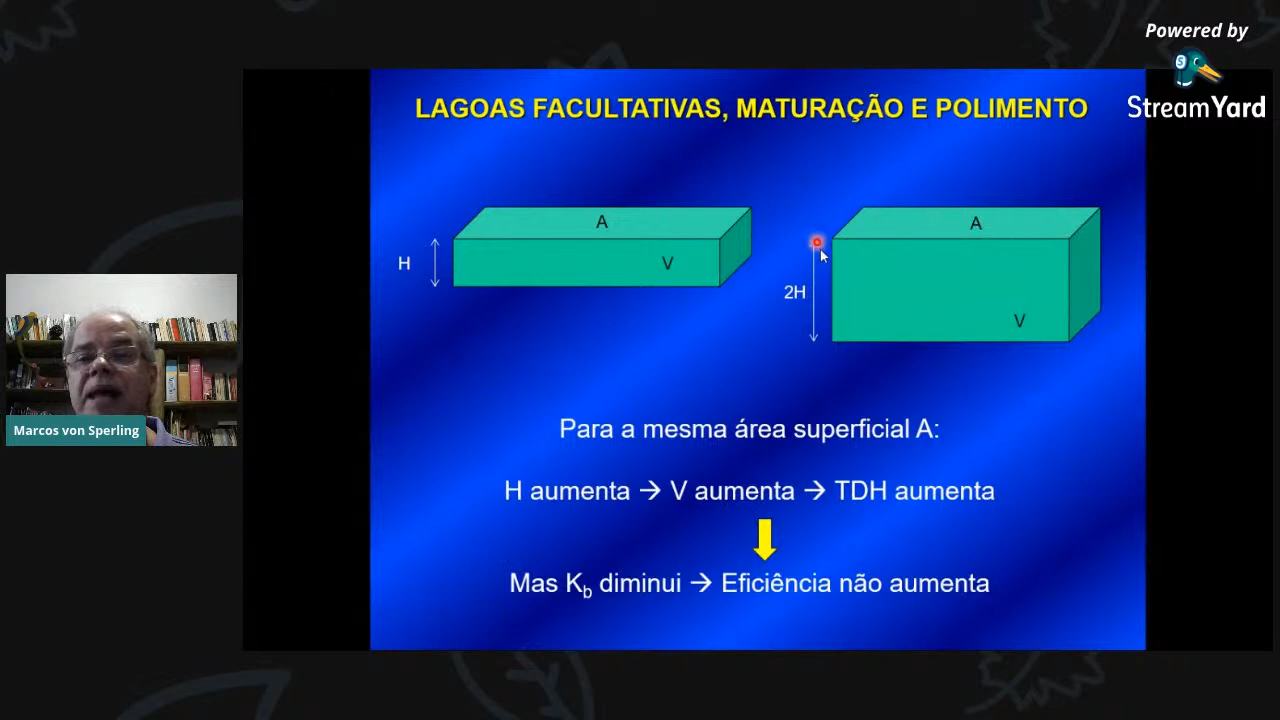 Powered by
StreamYard
LAGOAS FACULTATIVAS, MATURAÇÃO E POLIMENTO
A
H
V
A
2H
V
Para a mesma área superficial A:
H aumenta → V aumenta → TDH aumenta
Mas Kb diminui → Eficiência não aumenta
Marcos von Sperling